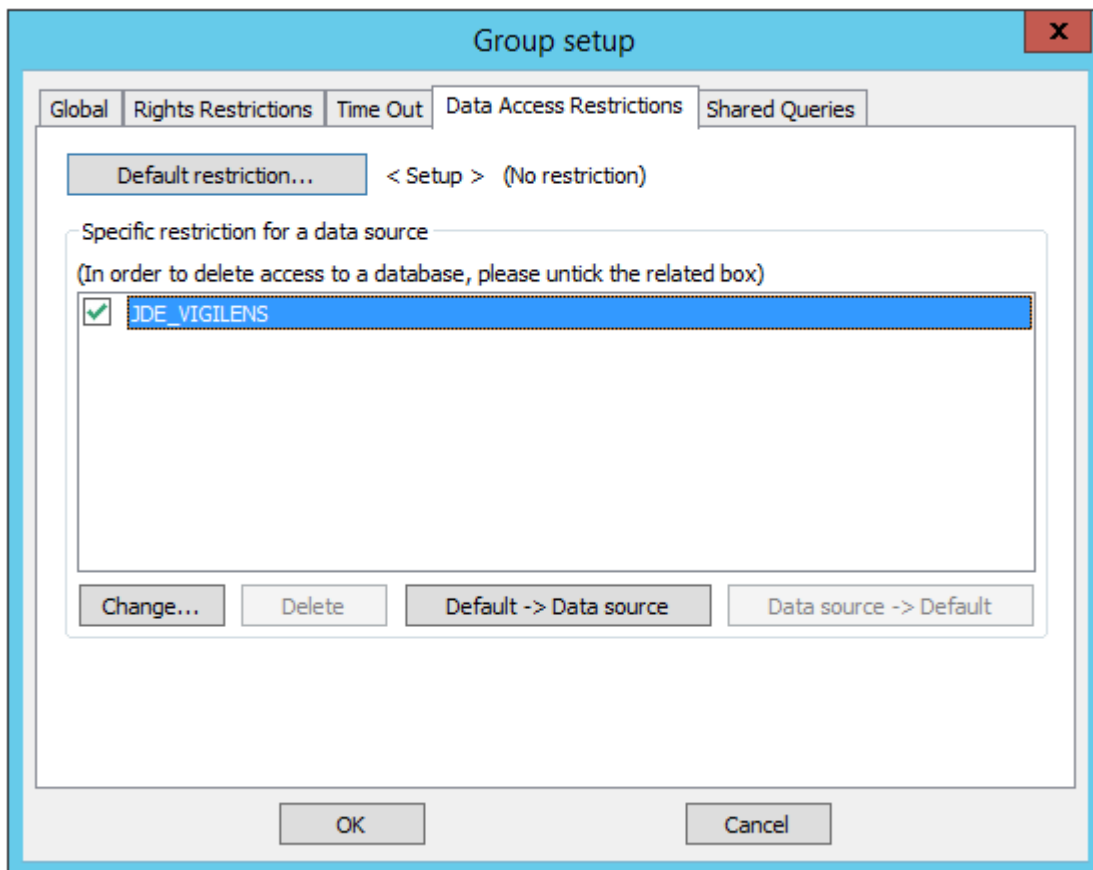 Group setup
x
Global Rights Restrictions Time Out Data Access Restrictions Shared Queries
Default restriction... < Setup > (No restriction)
Specific restriction for a data source
(In order to delete access to a database, please untick the related box)
JDE_VIGILENS
Change... Delete Default -> Data source Data source -> Default
OK Cancel